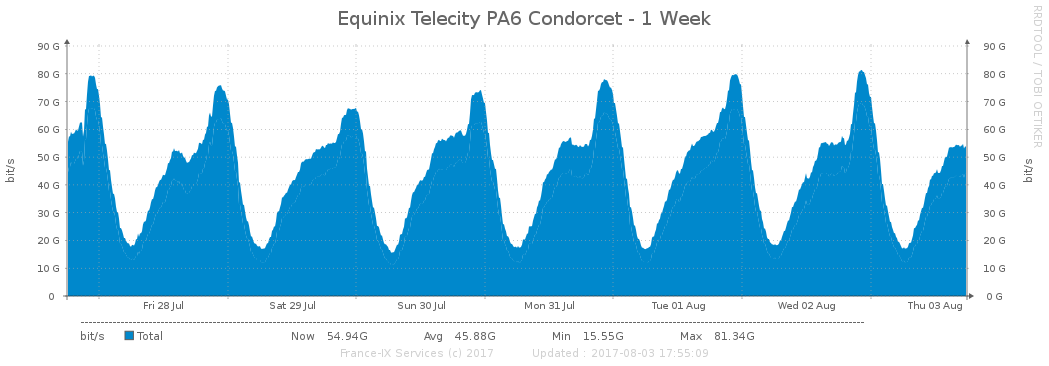 Equinix Telecity PA6 Condorcet - 1 Week
RRDTOOL / TOBI OETIKER
bit/s
90 G
80 G
70 G
60 G
50 G
40 G
30 G
20 G
10 G
0
90 G
80 G
70 G
60 G
50 G
40 G
30 G
20 G
10 G
0 G
bit/s
Fri 28 Jul Sat 29 Jul Sun 30 Jul Mon 31 Jul Tue 01 Aug Wed 02 Aug Thu 03 Aug
bit/s Total Now 54.94G Avg 45.88G Min 15.55G Max 81.34G
France-IX Services (c) 2017 Updated : 2017-08-03 17:55:09